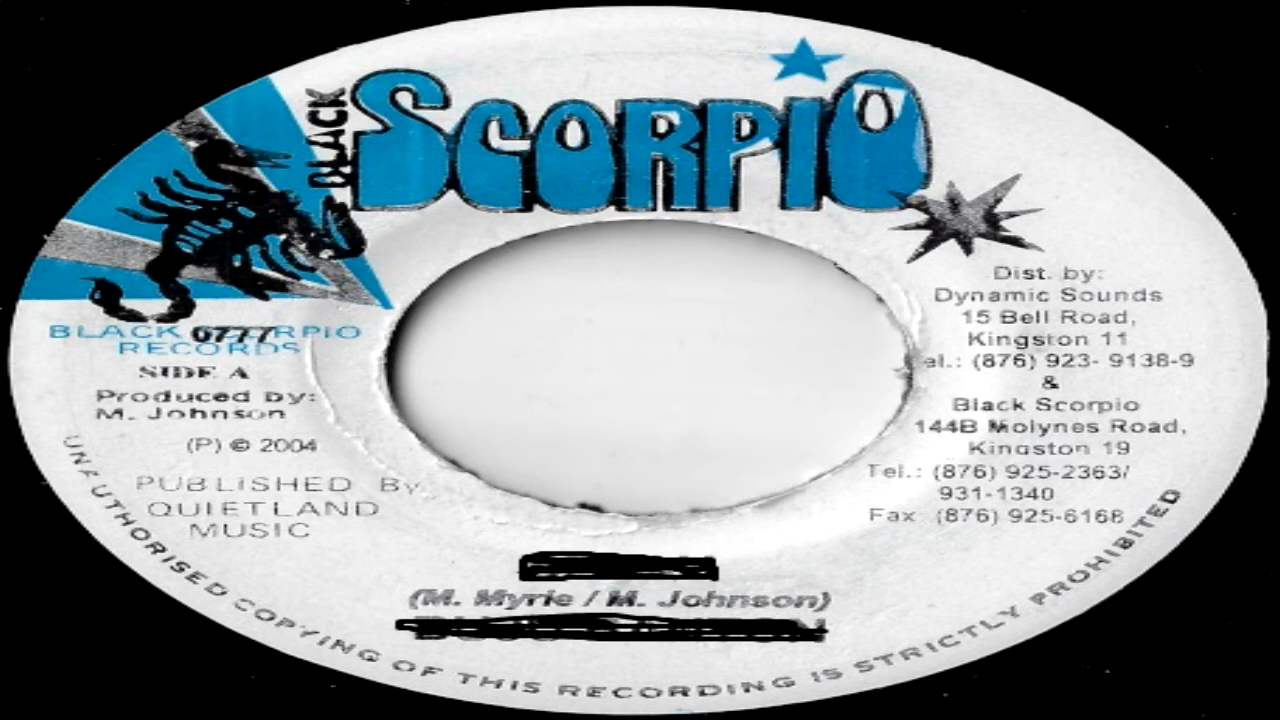 BLACK
SCORPIO
BLACK RPIO
6777
RECORDS
SIDE A
Produced by:
M. Johnson
(P) © 2004
PUBLISHED By
QUIETLAND
MUSIC
Dist. by:
Dynamic Sounds
15 Bell Road,
Kingston 11
el.: (876) 923- 9138-9
&
Black Scorpio
144B Molynes Road,
Kingston 19
Tel.: (876) 925-2363/
931-1340
Fax: (876) 925-6168
(M. Myrie / M. Johnson)
UNAUTHORISED COPYING OF THIS RECORDING IS STRICTLY PROHIBITED